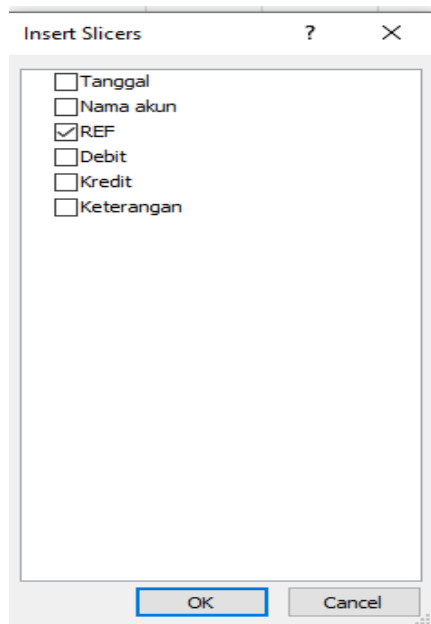 Insert Slicers ? ×
Tanggal
Nama akun
REF
Debit
Kredit
Keterangan
OK Cancel